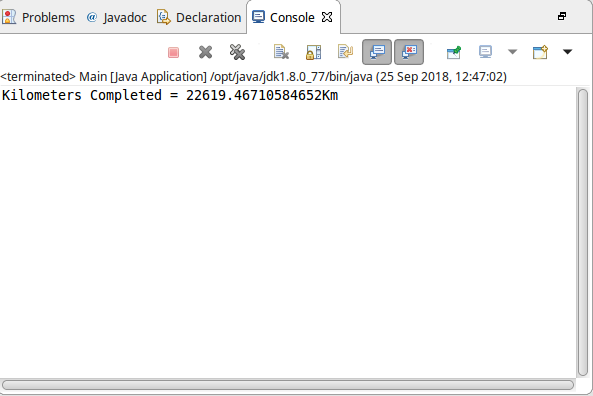 Problems @ Javadoc Declaration Console
<terminated> Main [Java Application] /opt/java/jdk1.8.0_77/bin/java (25 Sep 2018, 12:47:02)
Kilometers Completed = 22619.46710584652Km